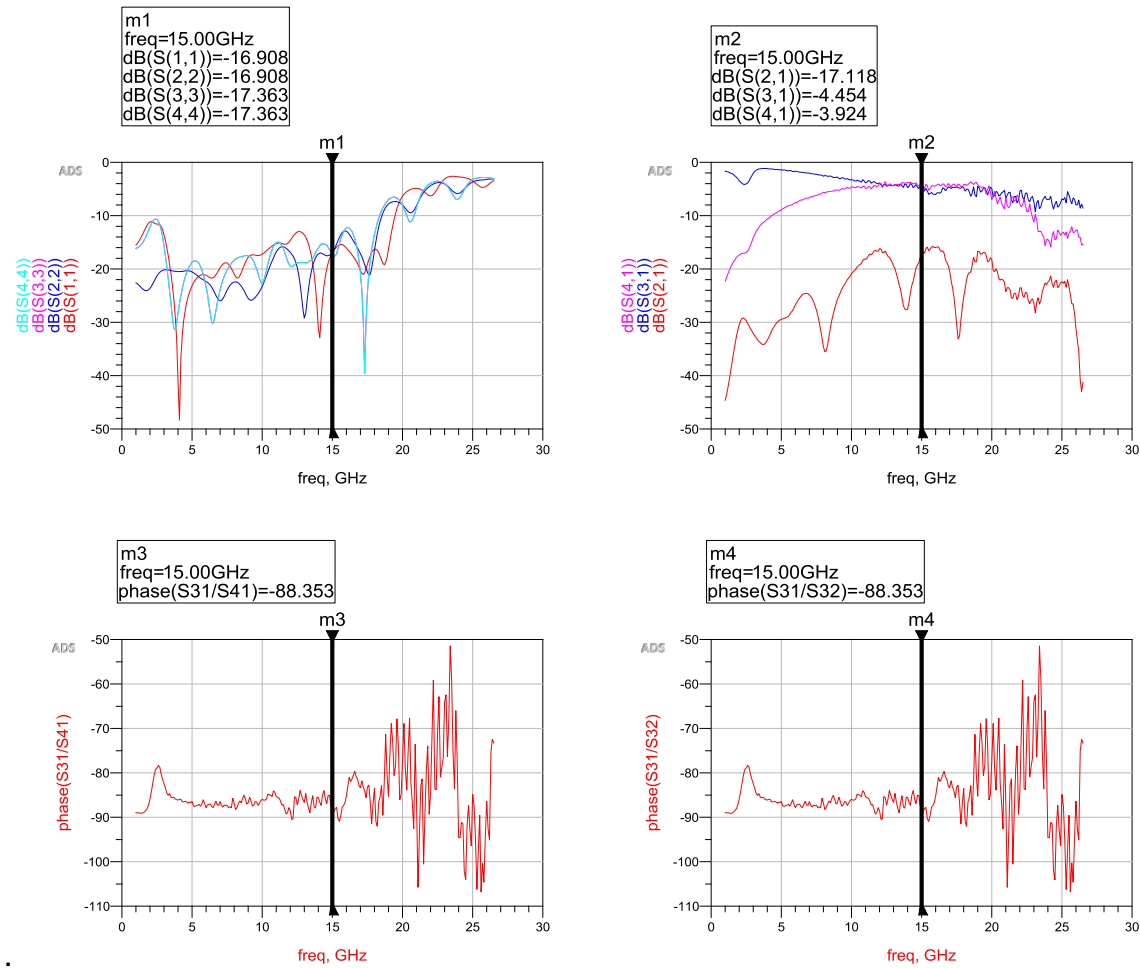 m1
freq=15.00GHz
dB(S(1,1))=-16.908
dB(S(2,2))=-16.908
dB(S(3,3))=-17.363
dB(S(4,4))=-17.363
m1
ADS
0
-10
-20
-30
-40
-50
dB(S(4,4))
dB(S(3,3))
dB(S(2,2))
dB(S(1,1))
0 5 10 15 20 25 30
freq, GHz
m2
freq=15.00GHz
dB(S(2,1))=-17.118
dB(S(3,1))=-4.454
dB(S(4,1))=-3.924
m2
ADS
0
-10
-20
-30
-40
-50
dB(S(4,1))
dB(S(3,1))
dB(S(2,1))
0 5 10 15 20 25 30
freq, GHz
m3
freq=15.00GHz
phase(S31/S41)=-88.353
m3
ADS
-50
-60
-70
-80
-90
-100
-110
phase(S31/S41)
0 5 10 15 20 25 30
freq, GHz
m4
freq=15.00GHz
phase(S31/S32)=-88.353
m4
ADS
-50
-60
-70
-80
-90
-100
-110
phase(S31/S32)
0 5 10 15 20 25 30
freq, GHz
.